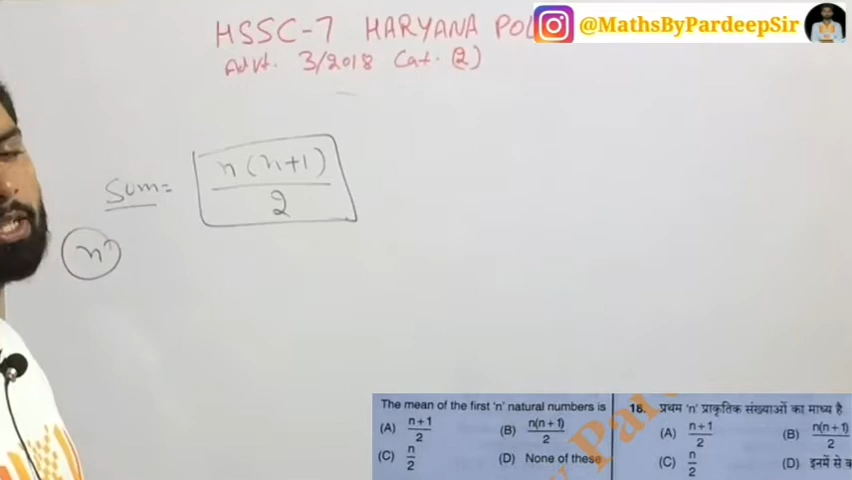 HSSC-7 HARYANA POL
@MathsByPardeepSir
Advt. 3/2018 Cat. (2)
Sum = n(n+1)
2
n
The mean of the first 'n' natural numbers is
(A) n+1
2
(B) n(n+1)
2
(C) n
2
(D) None of these
18. प्रथम 'n' प्राकृतिक संख्याओं का माध्य है
(A) n+1
2
(B) n(n+1)
2
(C) n
2
(D) इनमें से